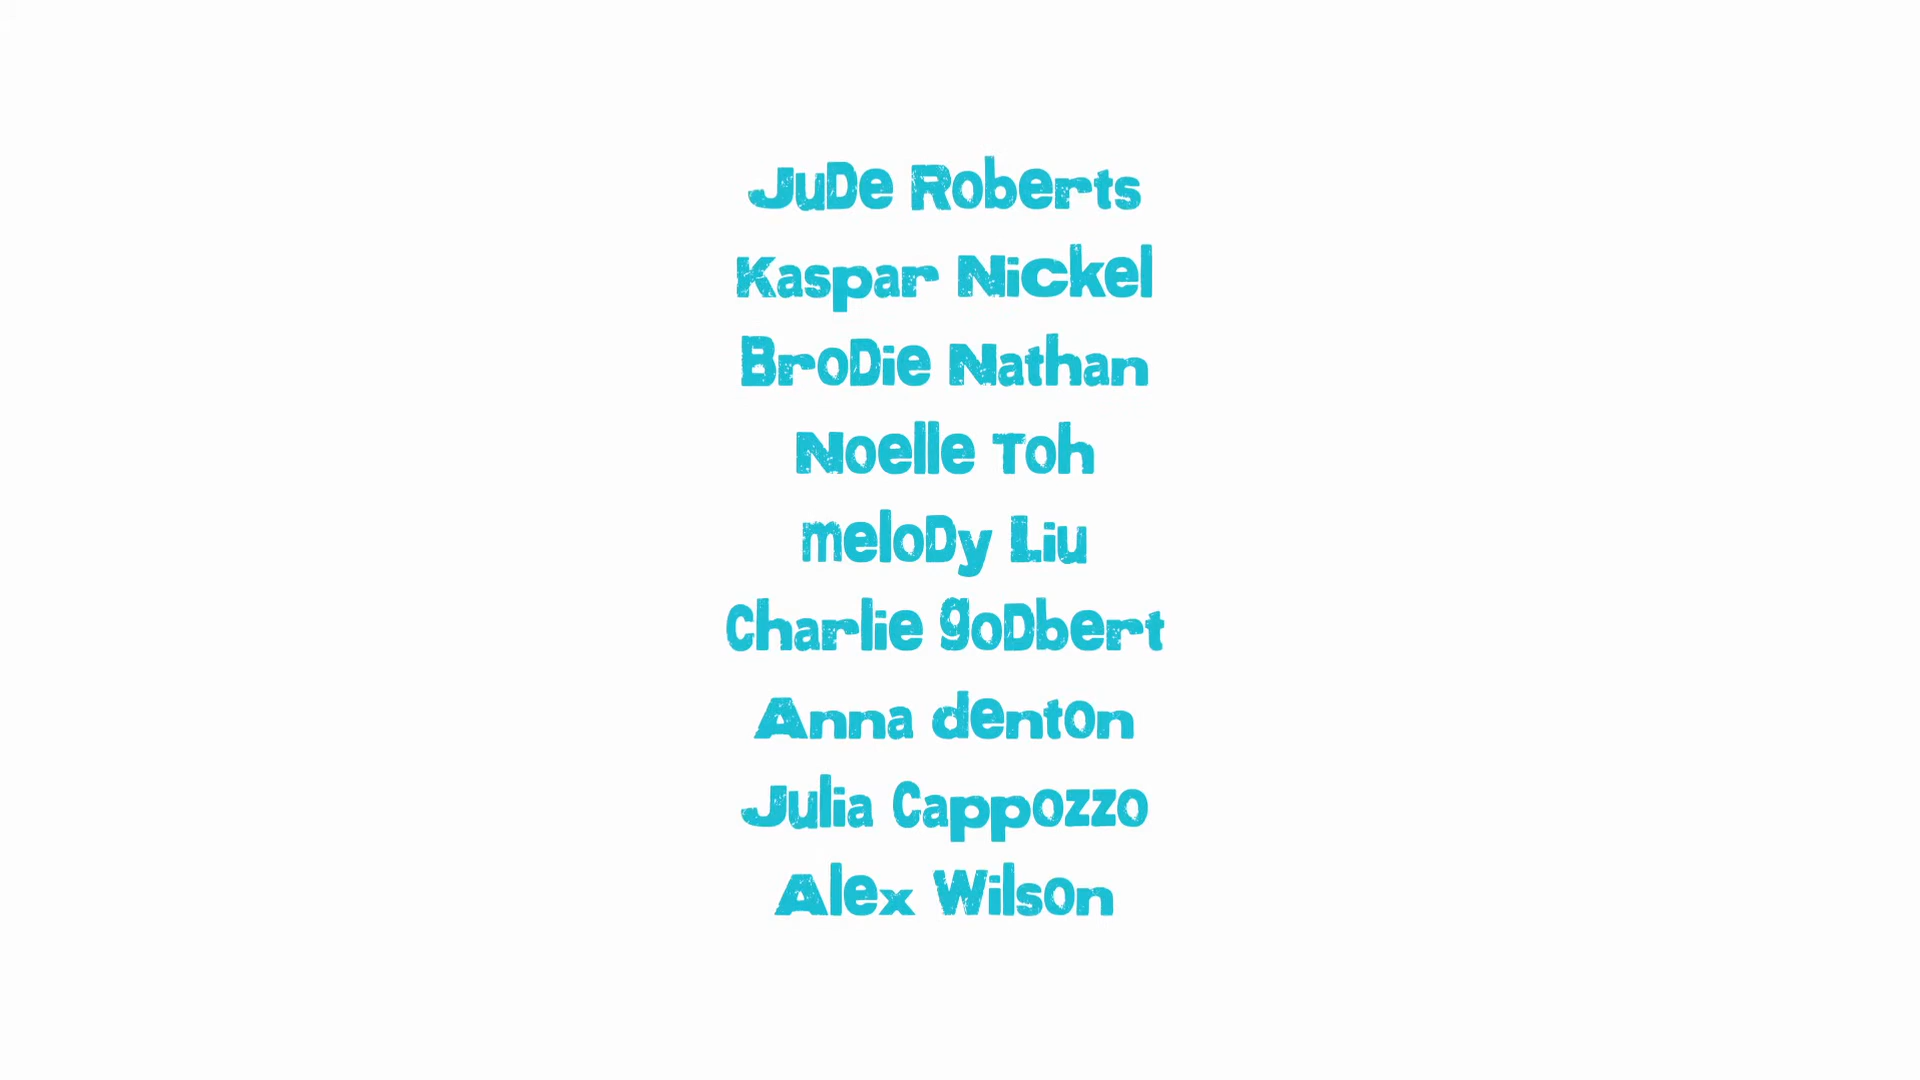 Jude Roberts
Kaspar Nickel
Brodie Nathan
Noelle Toh
melody Liu
Charlie godbert
Anna denton
Julia Cappozzo
Alex Wilson